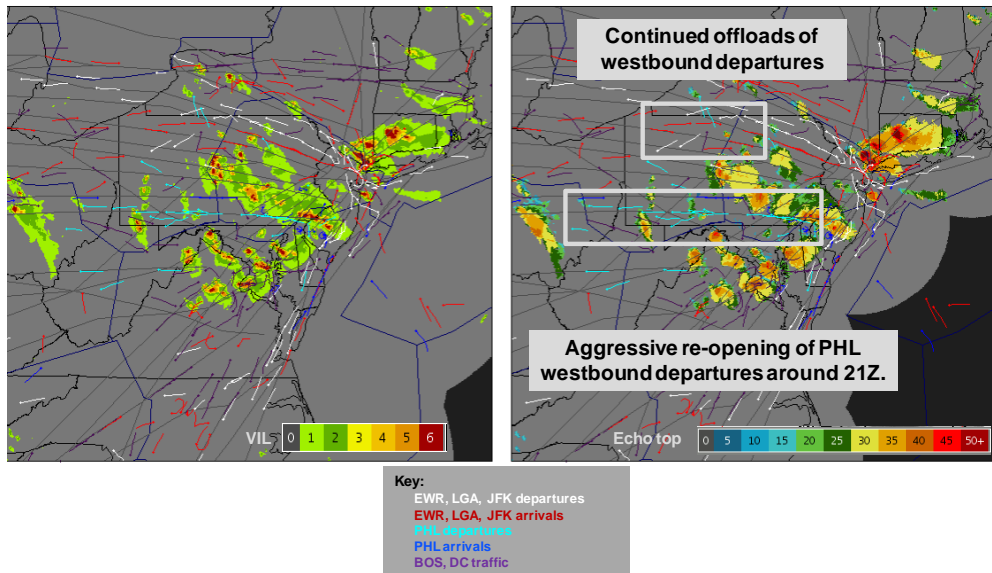 Continued offloads of
westbound departures
Aggressive re-opening of PHL
westbound departures around 21Z.
VIL 0 1 2 3 4 5 6
Echo top 0 5 10 15 20 25 30 35 40 45 50+
Key:
EWR, LGA, JFK departures
EWR, LGA, JFK arrivals
PHL departures
PHL arrivals
BOS, DC traffic